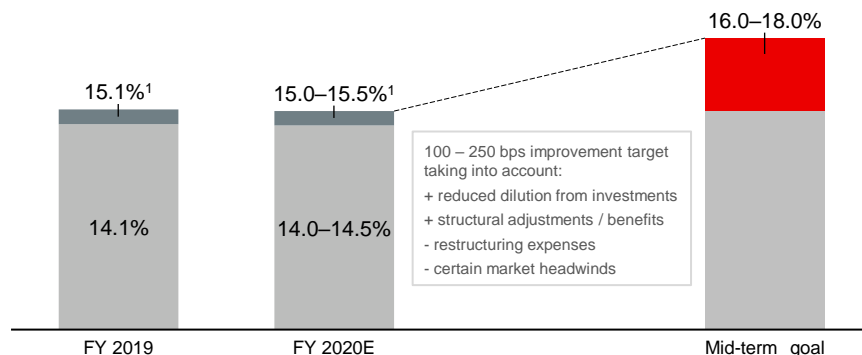 16.0–18.0%
15.1%¹
15.0–15.5%¹
100 – 250 bps improvement target
taking into account:
+ reduced dilution from investments
+ structural adjustments / benefits
- restructuring expenses
- certain market headwinds
14.1%
14.0–14.5%
FY 2019
FY 2020E
Mid-term goal